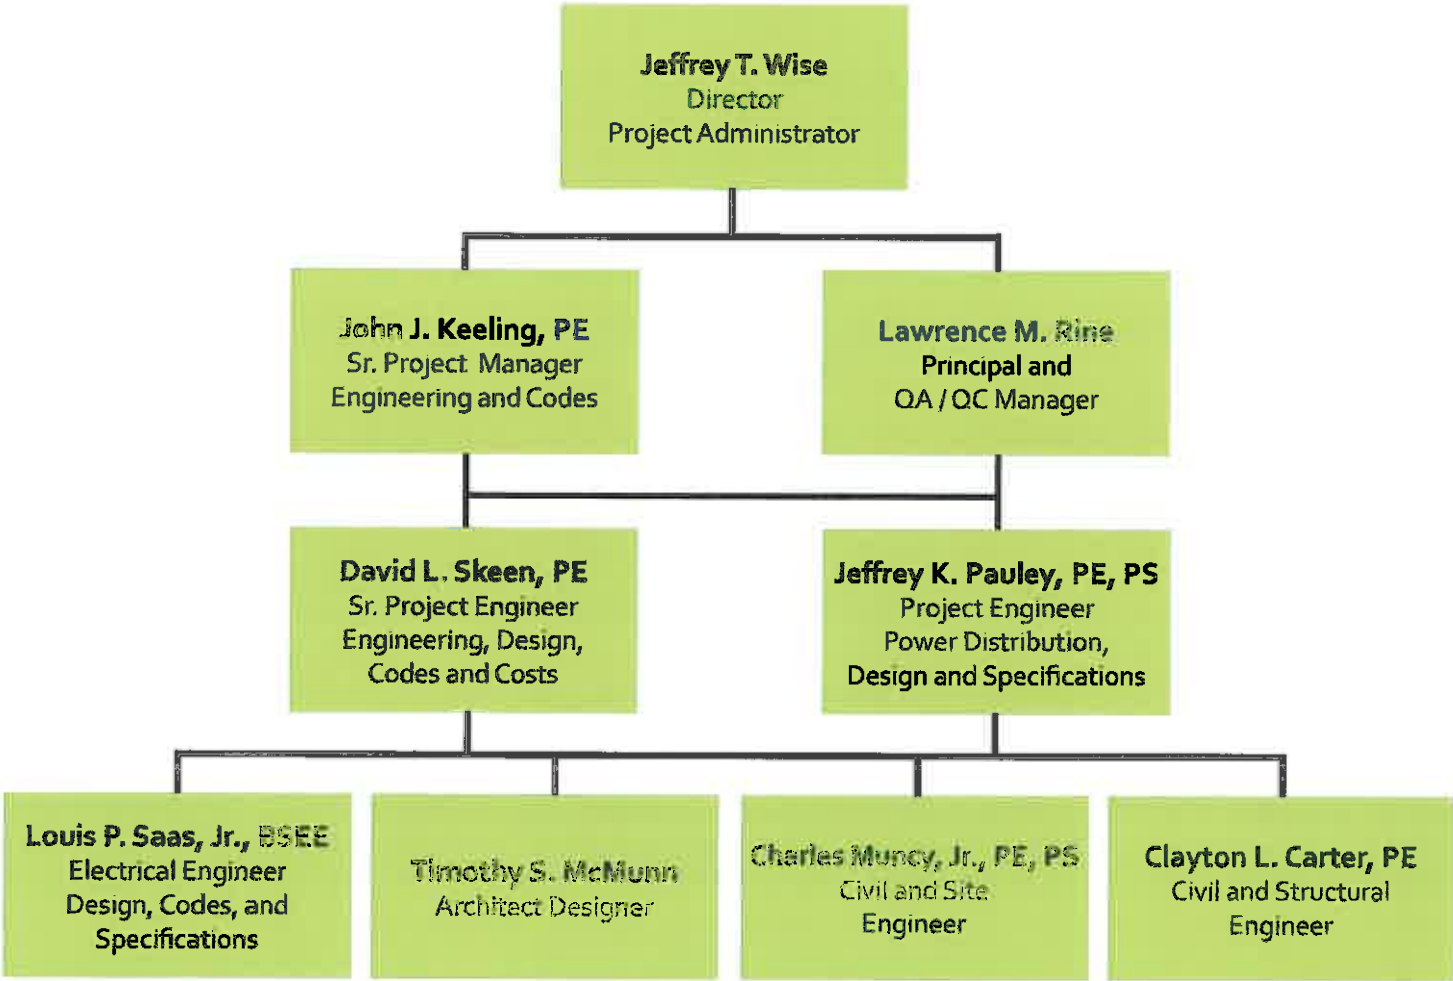 Jeffrey T. Wise
Director
Project Administrator
John J. Keeling, PE
Sr. Project Manager
Engineering and Codes
Lawrence M. Rine
Principal and
QA / QC Manager
David L. Skeen, PE
Sr. Project Engineer
Engineering, Design,
Codes and Costs
Jeffrey K. Pauley, PE, PS
Project Engineer
Power Distribution,
Design and Specifications
Louis P. Saas, Jr., BSEE
Electrical Engineer
Design, Codes, and
Specifications
Timothy S. McMunn
Architect Designer
Charles Muncy, Jr., PE, PS
Civil and Site
Engineer
Clayton L. Carter, PE
Civil and Structural
Engineer